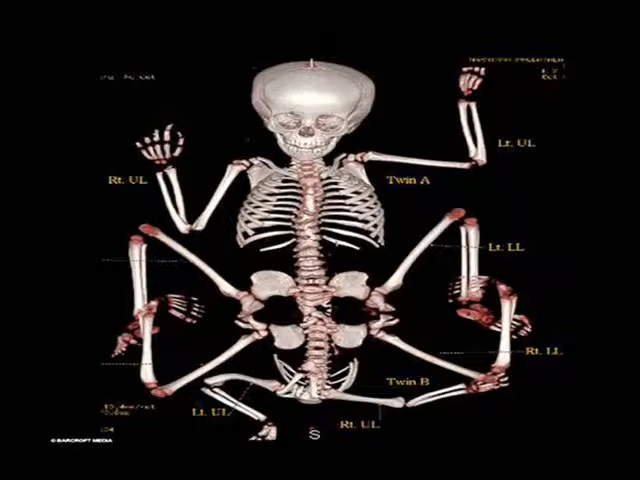 Lt. UL
Rt. UL
Twin A
Lt. LL
Rt. LL
Twin B
Lt. UL
Rt. UL
S
© BARCROFT MEDIA